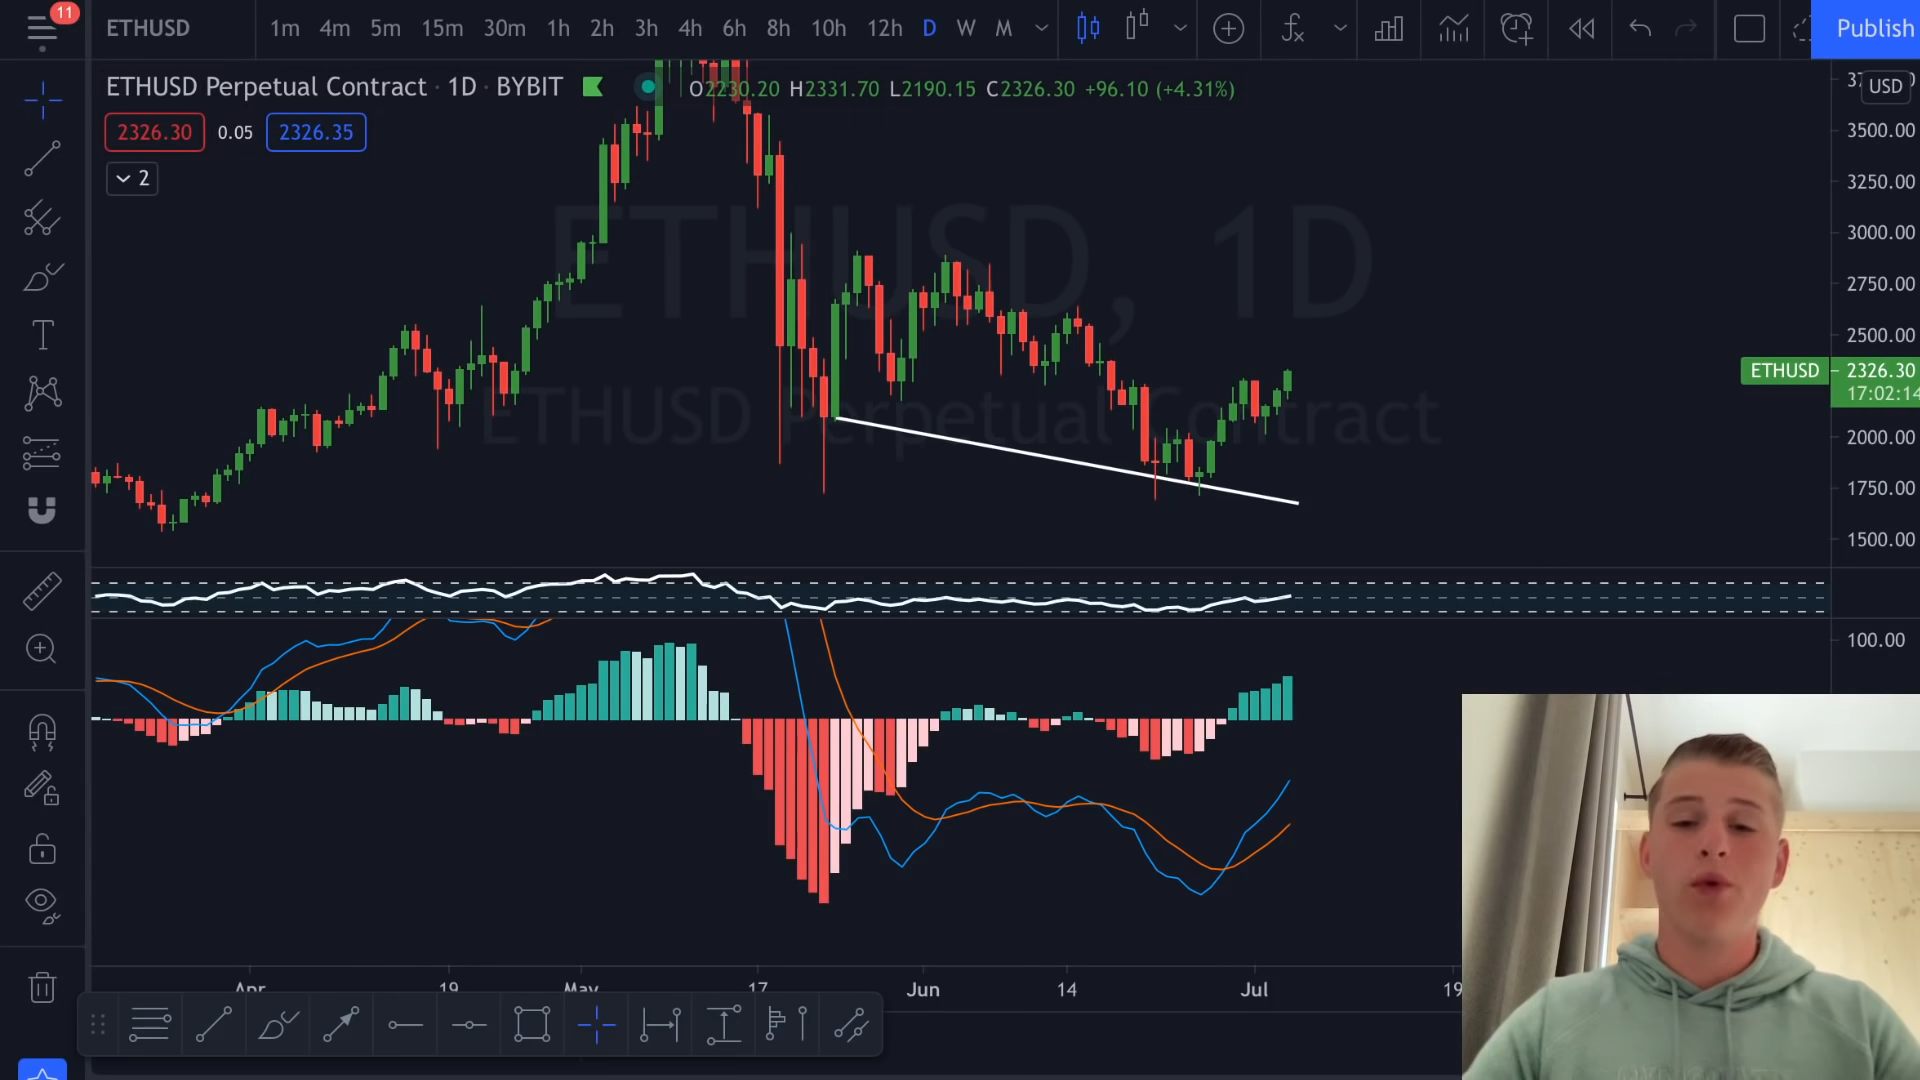 11
ETHUSD 1m 4m 5m 15m 30m 1h 2h 3h 4h 6h 8h 10h 12h D W M Publish
ETHUSD Perpetual Contract · 1D · BYBIT O2230.20 H2331.70 L2190.15 C2326.30 +96.10 (+4.31%)
USD
2326.30 0.05 2326.35
2
3500.00
3250.00
3000.00
2750.00
2500.00
ETHUSD 2326.30
17:02:14
2000.00
1750.00
1500.00
ETHUSD, 1D
ETHUSD Perpetual Contract
100.00
Apr 19 May 17 Jun 14 Jul 19